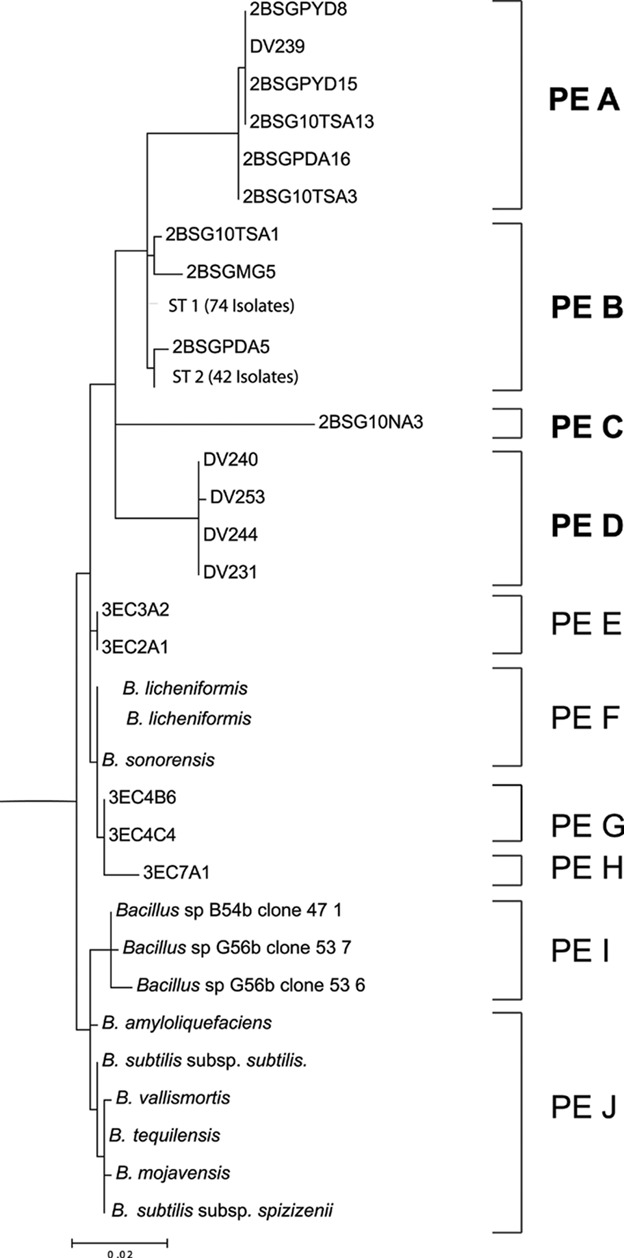 2BSGPYD8
DV239
2BSGPYD15
2BSG10TSA13
2BSGPDA16
2BSG10TSA3
PE A
2BSG10TSA1
2BSGMG5
ST 1 (74 Isolates)
2BSGPDA5
ST 2 (42 Isolates)
PE B
2BSG10NA3
PE C
DV240
DV253
DV244
DV231
PE D
3EC3A2
3EC2A1
PE E
B. licheniformis
B. licheniformis
B. sonorensis
PE F
3EC4B6
3EC4C4
PE G
3EC7A1
PE H
Bacillus sp B54b clone 47 1
Bacillus sp G56b clone 53 7
Bacillus sp G56b clone 53 6
PE I
B. amyloliquefaciens
B. subtilis subsp. subtilis.
B. vallismortis
B. tequilensis
B. mojavensis
B. subtilis subsp. spizizenii
PE J
0.02